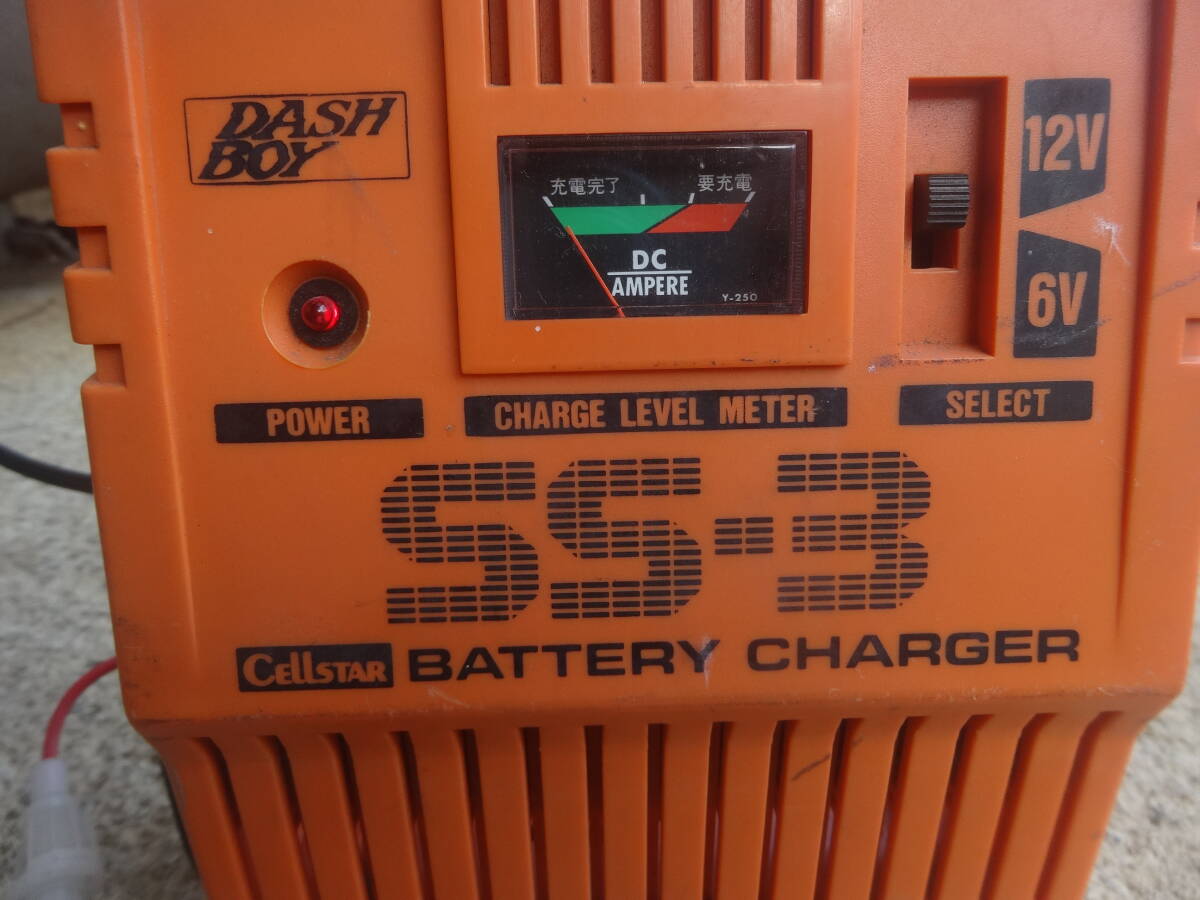 DASH
BOY
充電完了 要充電
DC
AMPERE
Y-250
12V
6V
POWER
CHARGE LEVEL METER
SELECT
SS-3
CELLSTAR BATTERY CHARGER